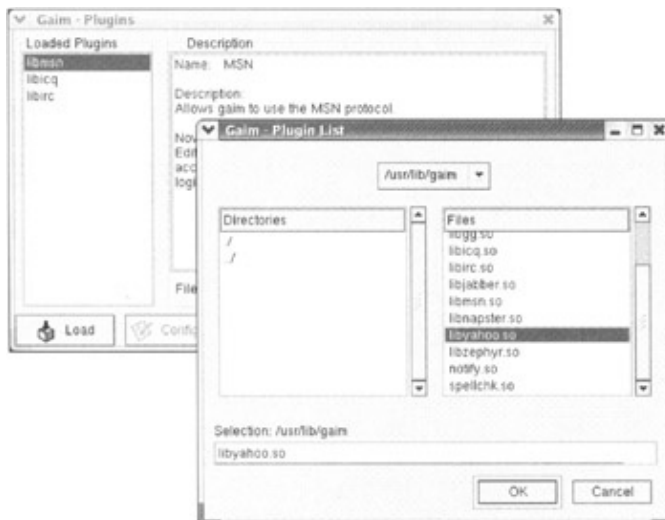 Gaim - Plugins
Loaded Plugins
libmsn
libicq
libirc
Description
Name: MSN
Description:
Allows gaim to use the MSN protocol.
Gaim - Plugin List
/usr/lib/gaim
Directories
./
../
Files
libgg.so
libicq.so
libirc.so
libjabber.so
libmsn.so
libnapster.so
libyahoo.so
libzephyr.so
notify.so
spellchk.so
Load
Selection: /usr/lib/gaim
libyahoo.so
OK
Cancel